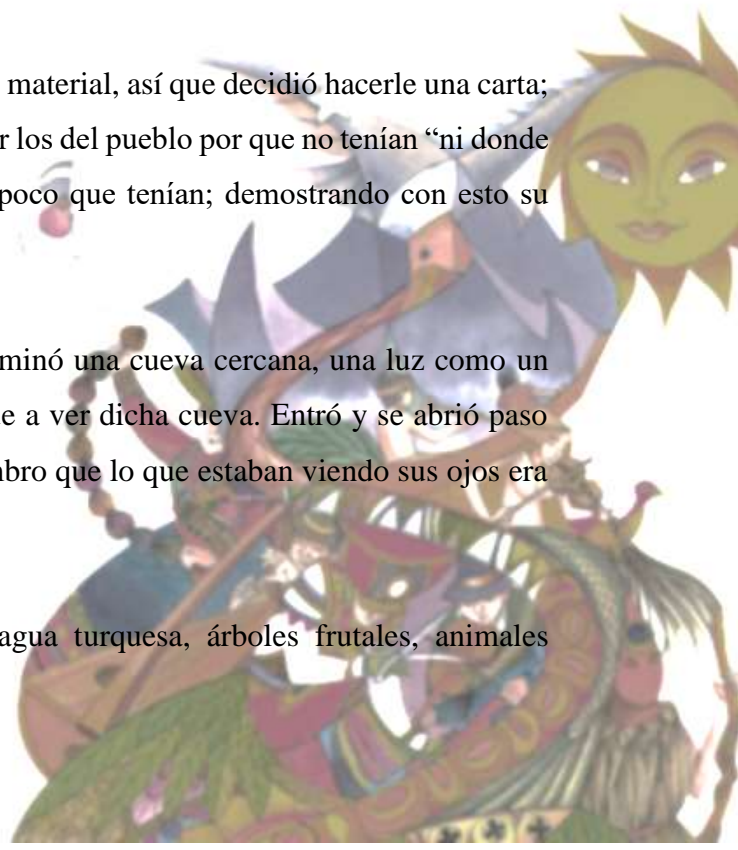 material, así que decidió hacerle una carta;
r los del pueblo por que no tenían “ni donde
poco que tenían; demostrando con esto su
minó una cueva cercana, una luz como un
e a ver dicha cueva. Entró y se abrió paso
mbro que lo que estaban viendo sus ojos era
agua turquesa, árboles frutales, animales